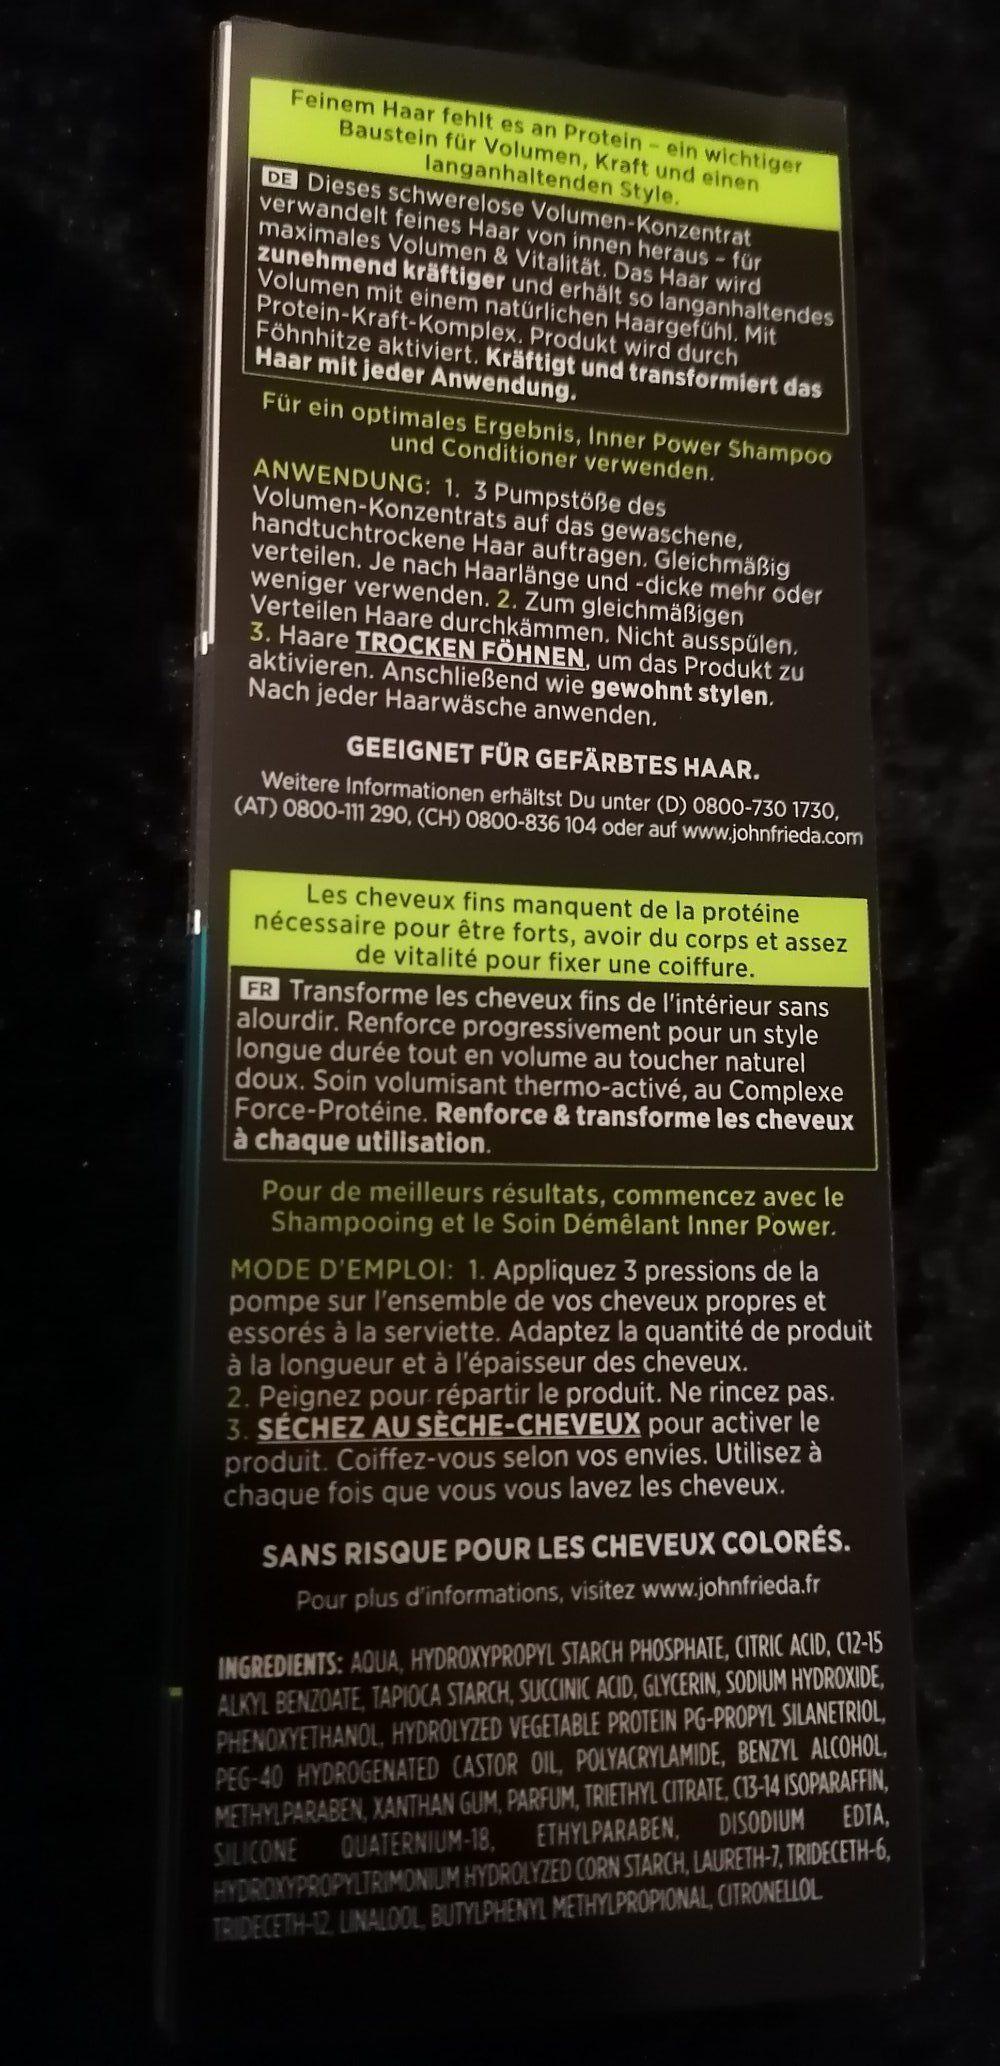 Feinem Haar fehlt es an Protein – ein wichtiger
Baustein für Volumen, Kraft und einen
langanhaltenden Style.
DE Dieses schwerelose Volumen-Konzentrat
verwandelt feines Haar von innen heraus – für
maximales Volumen & Vitalität. Das Haar wird
zunehmend kräftiger und erhält so langanhaltendes
Volumen mit einem natürlichen Haargefühl. Mit
Protein-Kraft-Komplex. Produkt wird durch
Föhnhitze aktiviert. Kräftigt und transformiert das
Haar mit jeder Anwendung.
Für ein optimales Ergebnis, Inner Power Shampoo
und Conditioner verwenden.
ANWENDUNG: 1. 3 Pumpstöße des
Volumen-Konzentrats auf das gewaschene,
handtuchtrockene Haar auftragen. Gleichmäßig
verteilen. Je nach Haarlänge und -dicke mehr oder
weniger verwenden. 2. Zum gleichmäßigen
Verteilen Haare durchkämmen. Nicht ausspülen.
3. Haare TROCKEN FÖHNEN, um das Produkt zu
aktivieren. Anschließend wie gewohnt stylen.
Nach jeder Haarwäsche anwenden.
GEEIGNET FÜR GEFÄRBTES HAAR.
Weitere Informationen erhältst Du unter (D) 0800-730 1730,
(AT) 0800-111 290, (CH) 0800-836 104 oder auf www.johnfrieda.com
Les cheveux fins manquent de la protéine
nécessaire pour être forts, avoir du corps et assez
de vitalité pour fixer une coiffure.
FR Transforme les cheveux fins de l'intérieur sans
alourdir. Renforce progressivement pour un style
longue durée tout en volume au toucher naturel
doux. Soin volumisant thermo-activé, au Complexe
Force-Protéine. Renforce & transforme les cheveux
à chaque utilisation.
Pour de meilleurs résultats, commencez avec le
Shampooing et le Soin Démêlant Inner Power.
MODE D'EMPLOI: 1. Appliquez 3 pressions de la
pompe sur l'ensemble de vos cheveux propres et
essorés à la serviette. Adaptez la quantité de produit
à la longueur et à l'épaisseur des cheveux.
2. Peignez pour répartir le produit. Ne rincez pas.
3. SÉCHEZ AU SÈCHE-CHEVEUX pour activer le
produit. Coiffez-vous selon vos envies. Utilisez à
chaque fois que vous vous lavez les cheveux.
SANS RISQUE POUR LES CHEVEUX COLORÉS.
Pour plus d'informations, visitez www.johnfrieda.fr
INGREDIENTS: AQUA, HYDROXYPROPYL STARCH PHOSPHATE, CITRIC ACID, C12-15
ALKYL BENZOATE, TAPIOCA STARCH, SUCCINIC ACID, GLYCERIN, SODIUM HYDROXIDE,
PHENOXYETHANOL, HYDROLYZED VEGETABLE PROTEIN PG-PROPYL SILANETRIOL,
PEG-40 HYDROGENATED CASTOR OIL, POLYACRYLAMIDE, BENZYL ALCOHOL,
METHYLPARABEN, XANTHAN GUM, PARFUM, TRIETHYL CITRATE, C13-14 ISOPARAFFIN,
SILICONE QUATERNIUM-18, ETHYLPARABEN, DISODIUM EDTA,
HYDROXYPROPYLTRIMONIUM HYDROLYZED CORN STARCH, LAURETH-7, TRIDECETH-6,
TRIDECETH-12, LINALOOL, BUTYLPHENYL METHYLPROPIONAL, CITRONELLOL.